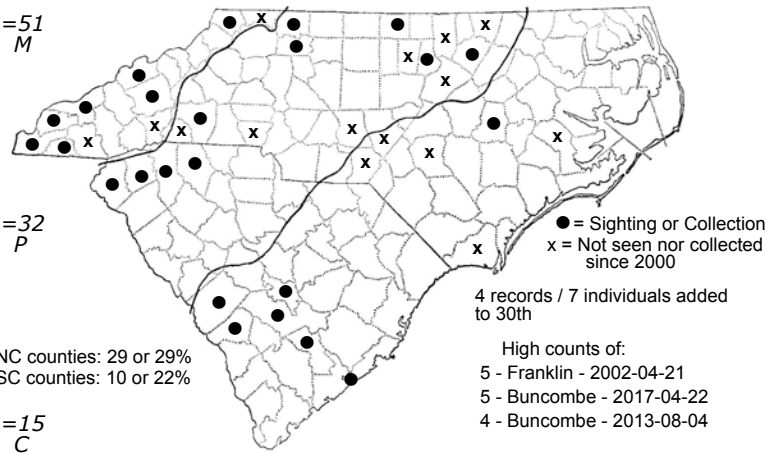 =51
M
=32
P
● = Sighting or Collection
x = Not seen nor collected
since 2000
4 records / 7 individuals added
to 30th
NC counties: 29 or 29%
SC counties: 10 or 22%
High counts of:
5 - Franklin - 2002-04-21
5 - Buncombe - 2017-04-22
4 - Buncombe - 2013-08-04
=15
C